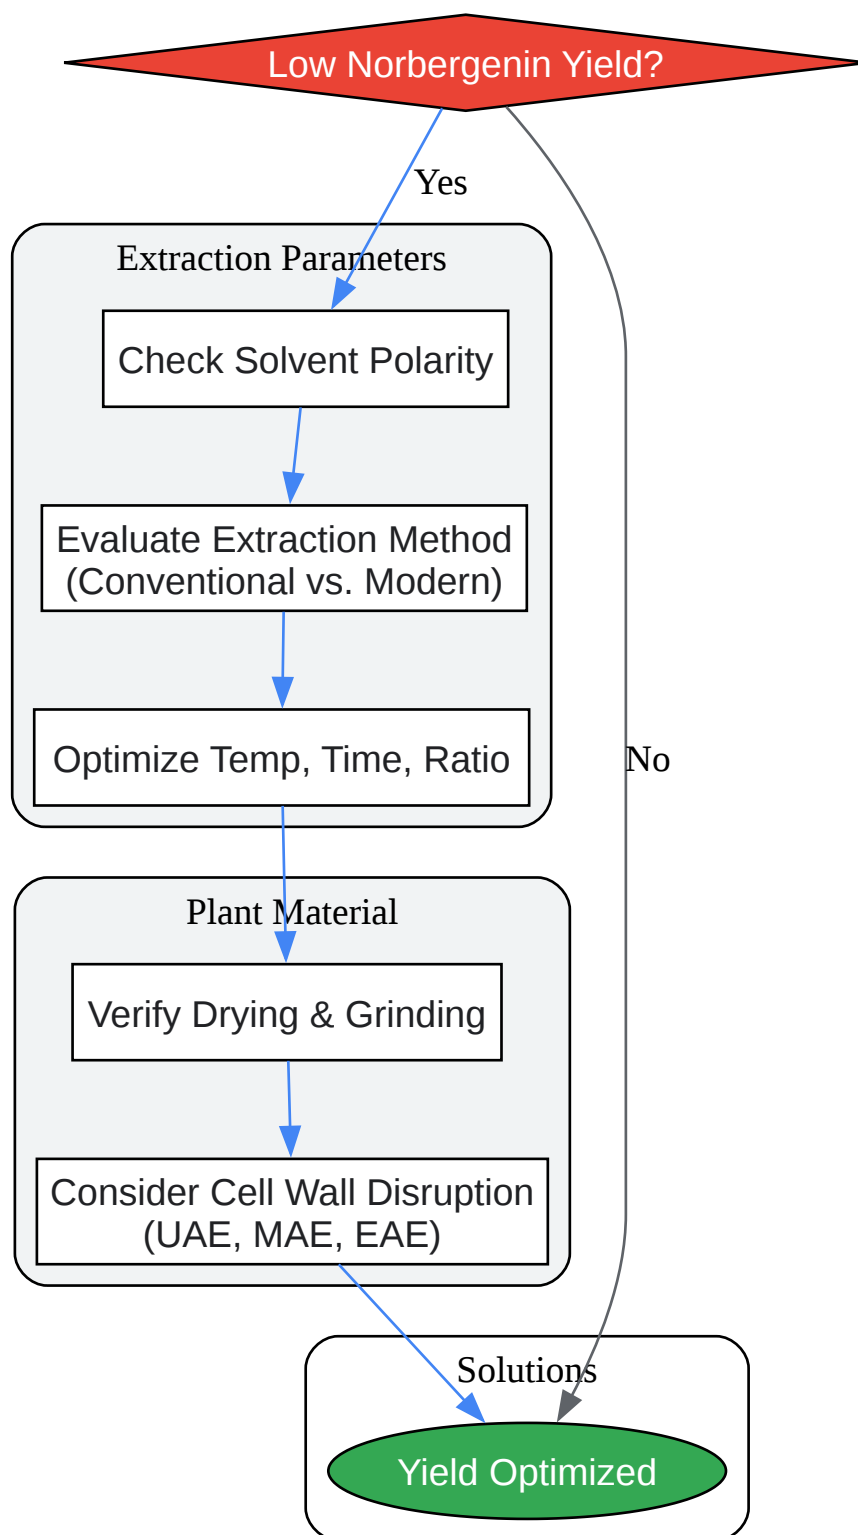 Low Norbergenin Yield?
Yes
Extraction Parameters
Check Solvent Polarity
Evaluate Extraction Method
(Conventional vs. Modern)
Optimize Temp, Time, Ratio
No
Plant Material
Verify Drying & Grinding
Consider Cell Wall Disruption
(UAE, MAE, EAE)
Solutions
Yield Optimized